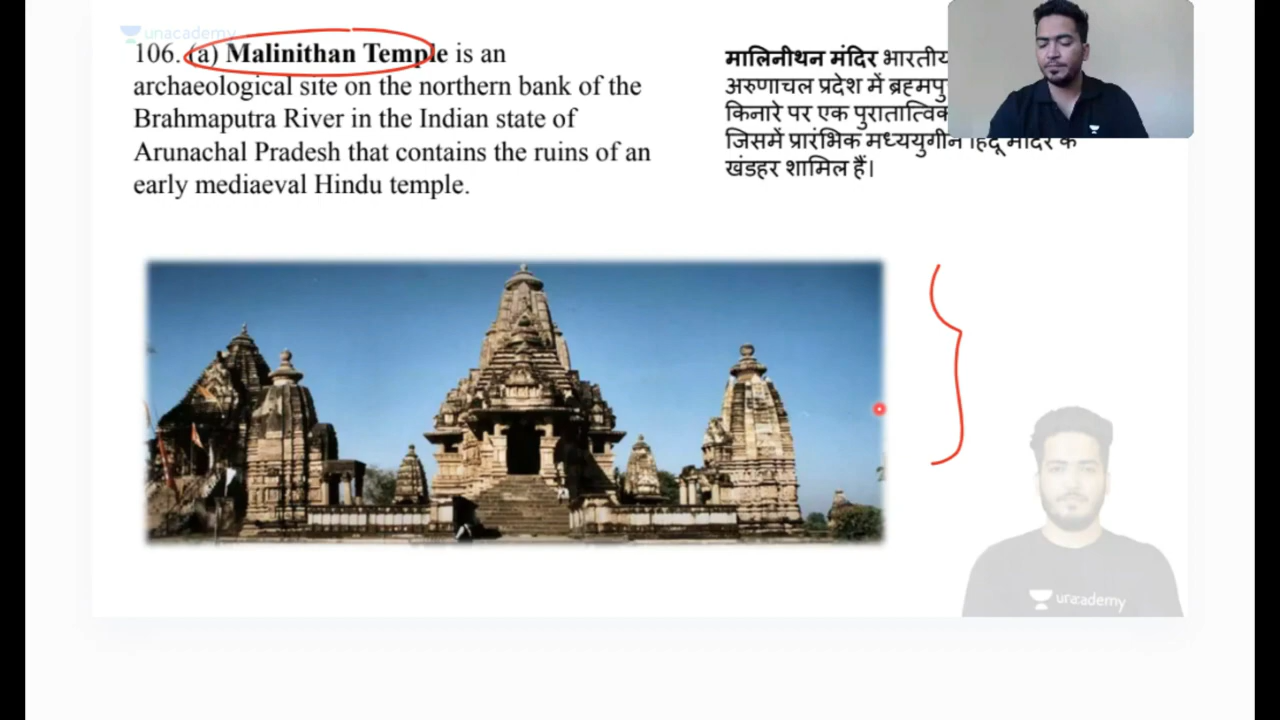 unacademy
106. (a) Malinithan Temple is an
archaeological site on the northern bank of the
Brahmaputra River in the Indian state of
Arunachal Pradesh that contains the ruins of an
early mediaeval Hindu temple.
मालिनीथन मंदिर भारतीय
अरुणाचल प्रदेश में
किनारे पर एक पुरातात्विक
जिसमें प्रारंभिक मध्ययुगीन हिंदू मंदिर के
खंडहर शामिल हैं।
unacademy